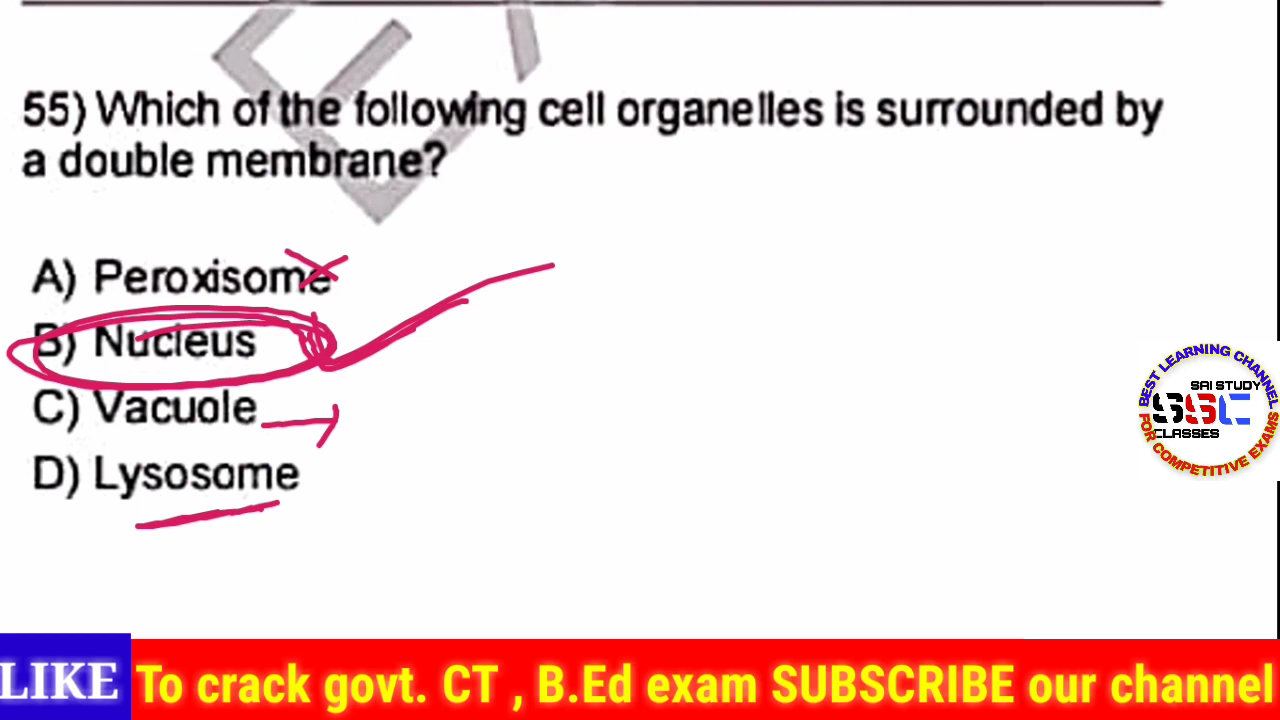 55) Which of the following cell organelles is surrounded by
a double membrane?
A) Peroxisome
B) Nucleus
C) Vacuole
D) Lysosome
BEST LEARNING CHANNEL
SAI STUDY
SSC
CLASSES
FOR COMPETITIVE EXAMS
LIKE To crack govt. CT , B.Ed exam SUBSCRIBE our channel